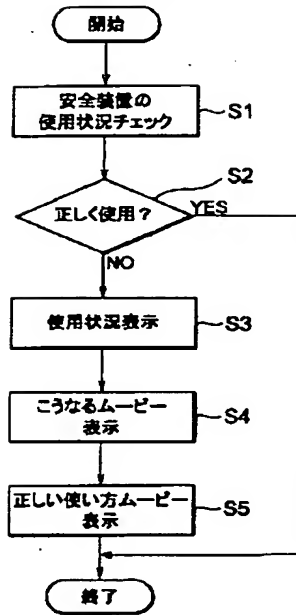 開始
安全装置の
使用状況チェック
S1
S2
正しく使用？
YES
NO
使用状況表示
S3
こうなるムービー
表示
S4
正しい使い方ムービー
表示
S5
終了